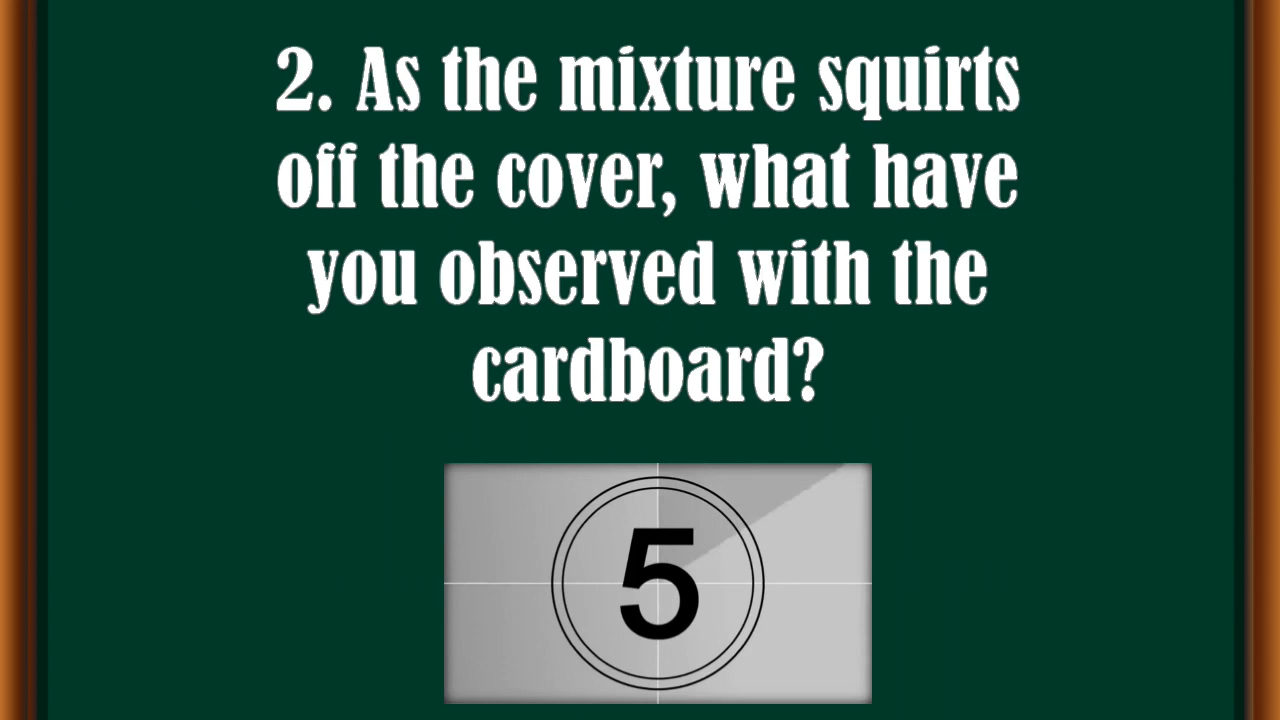 2. As the mixture squirts
off the cover, what have
you observed with the
cardboard?
5